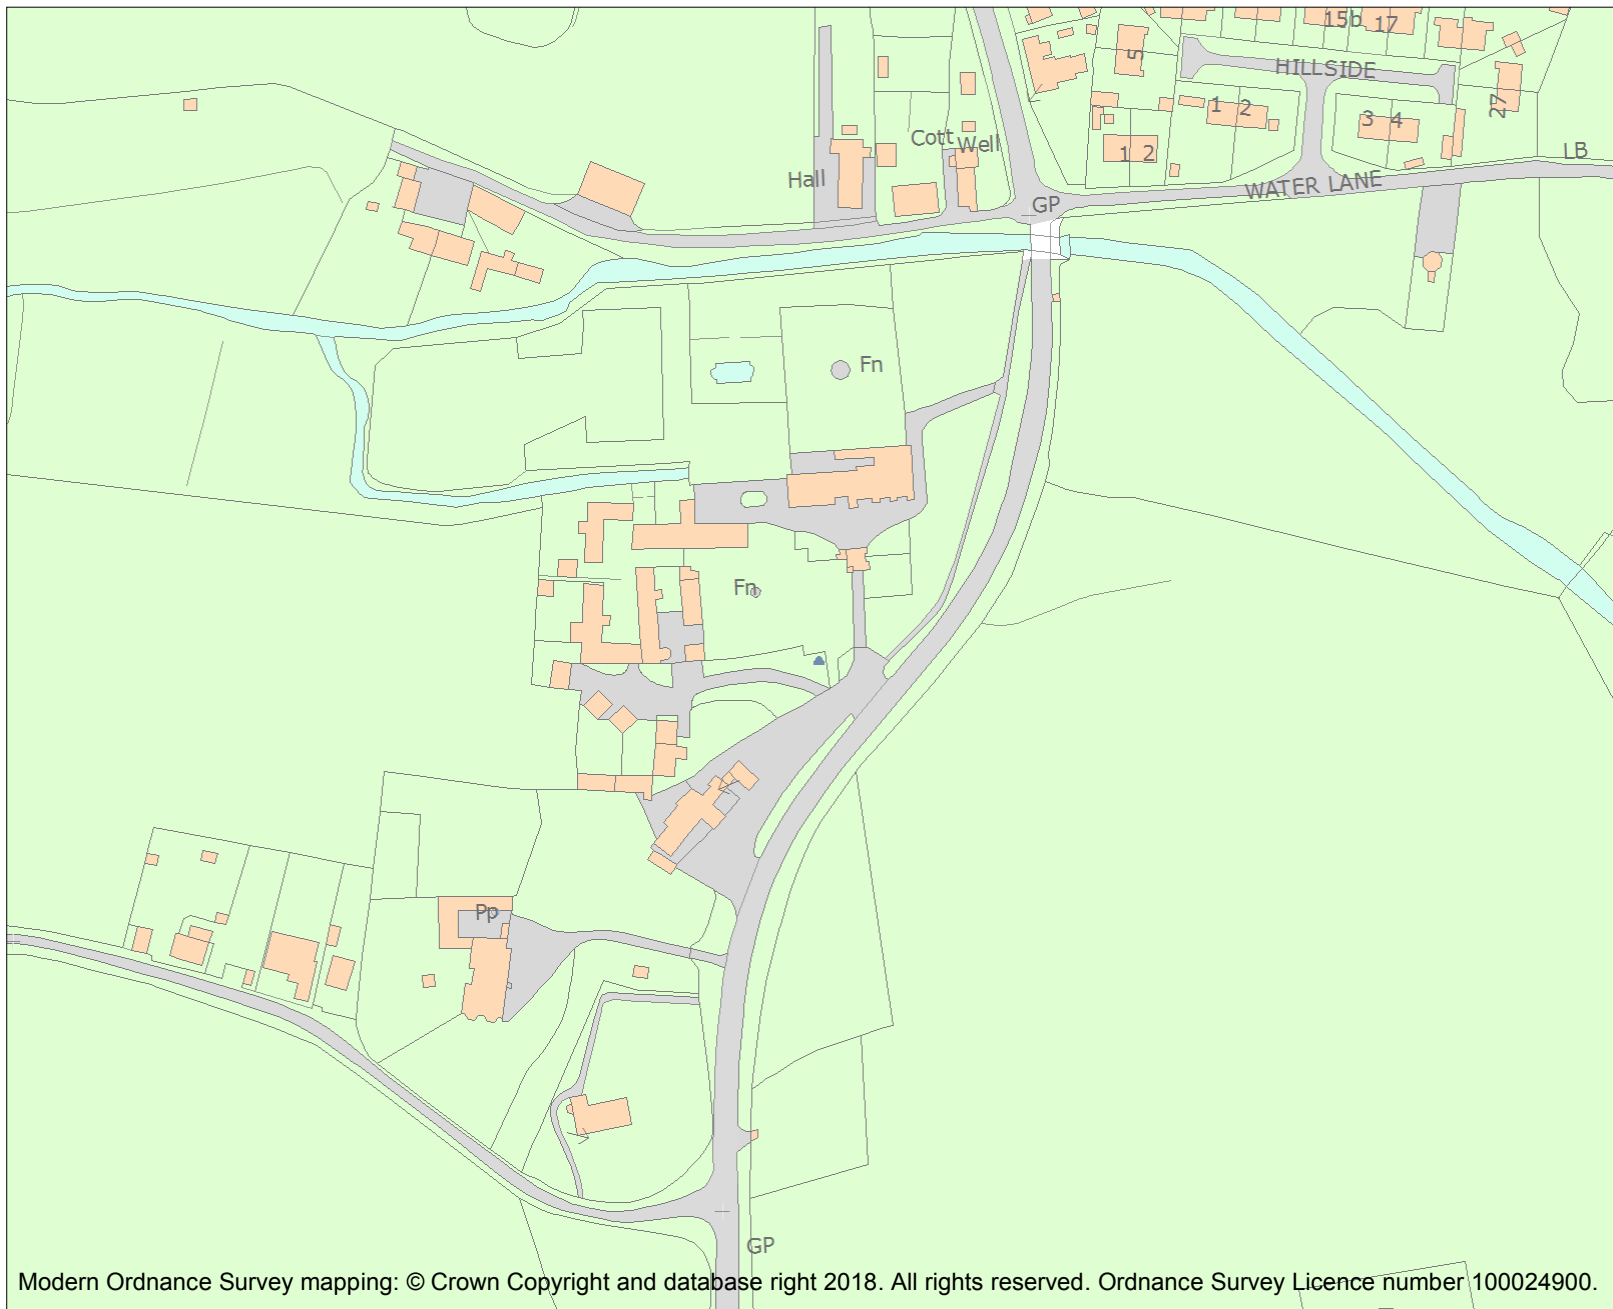 15b 17
5
HILLSIDE
1 2
3 4
27
Cott Well
1 2
LB
Hall
WATER LANE
GP
Fn
Fn
Pp
GP
Modern Ordnance Survey mapping: © Crown Copyright and database right 2018. All rights reserved. Ordnance Survey Licence number 100024900.